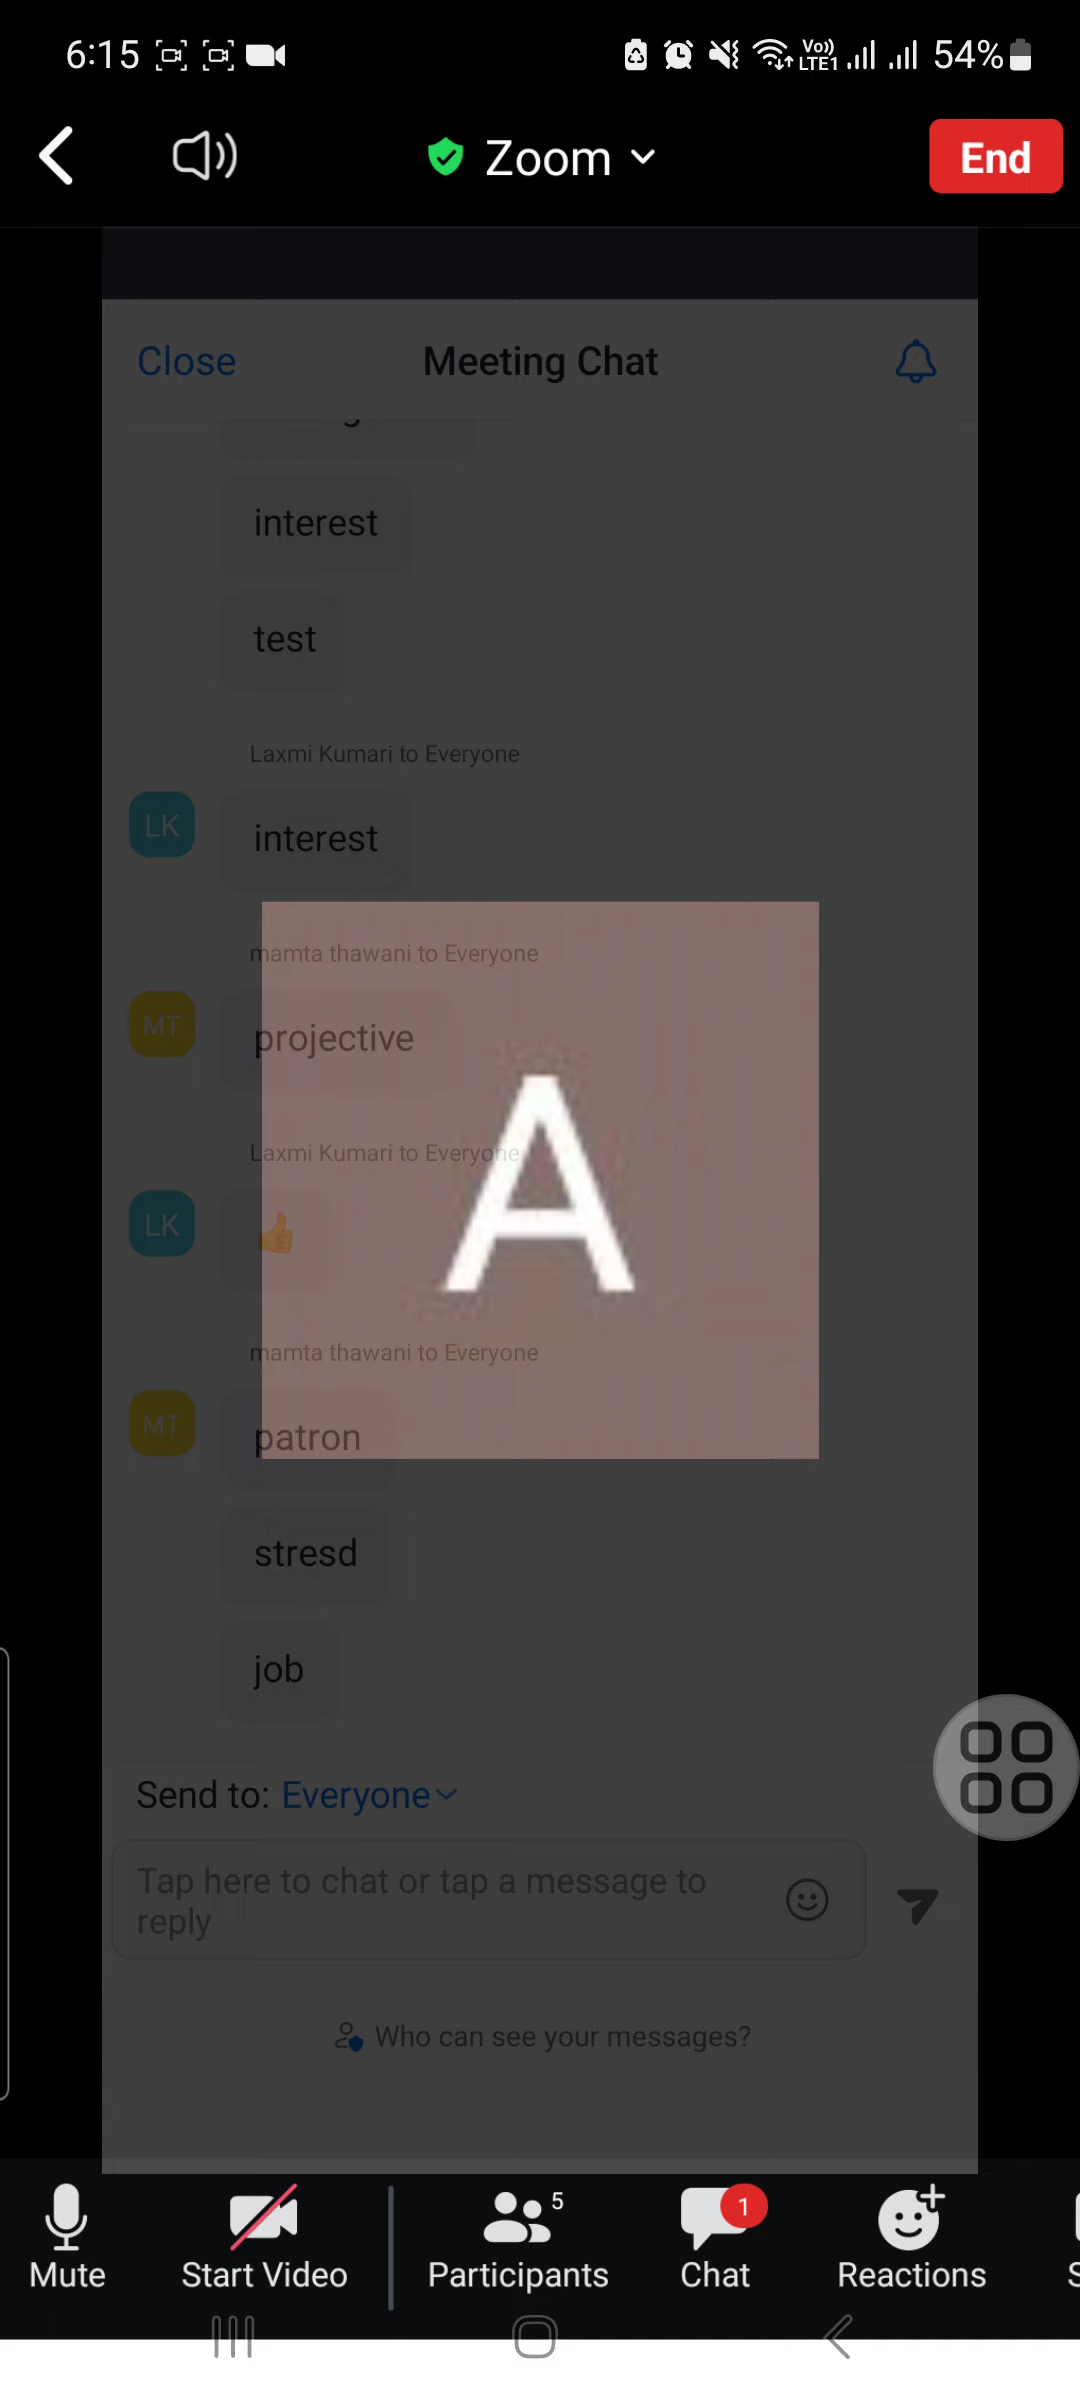 6:15
Vo))
LTE1
54%
Zoom
End
Close
Meeting Chat
interest
test
Laxmi Kumari to Everyone
LK
interest
mamta thawani to Everyone
MT
projective
A
Laxmi Kumari to Everyone
LK
👍
mamta thawani to Everyone
MT
patron
stresd
job
Send to: Everyone
Tap here to chat or tap a message to
reply
Who can see your messages?
5
1
Mute
Start Video
Participants
Chat
Reactions